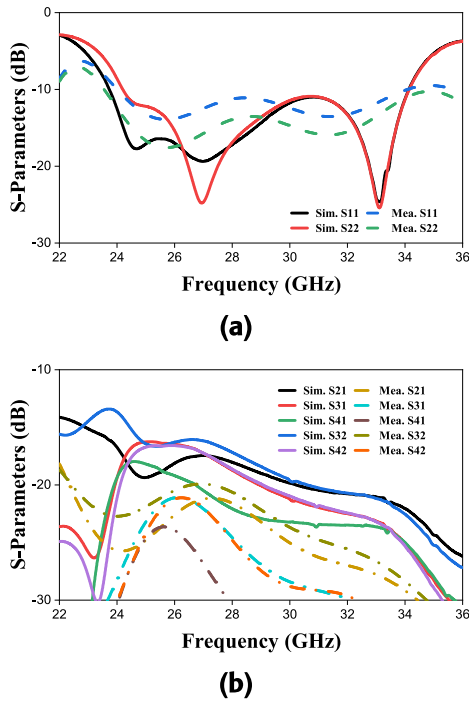 0
-10
-20
-30
S-Parameters (dB)
Sim. S11
Mea. S11
Sim. S22
Mea. S22
22 24 26 28 30 32 34 36
Frequency (GHz)
(a)
-10
-20
-30
S-Parameters (dB)
Sim. S21
Mea. S21
Sim. S31
Mea. S31
Sim. S41
Mea. S41
Sim. S32
Mea. S32
Sim. S42
Mea. S42
22 24 26 28 30 32 34 36
Frequency (GHz)
(b)